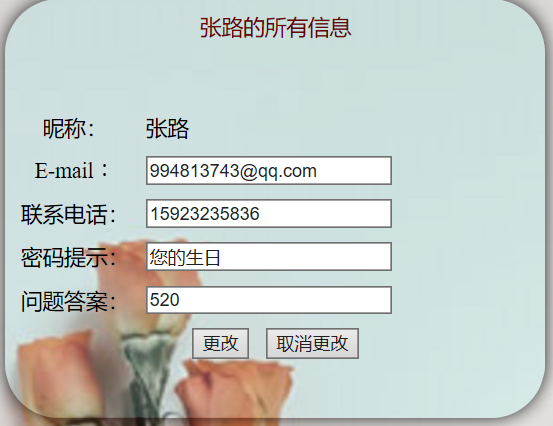 张路的所有信息
昵称： 张路
E-mail： 994813743@qq.com
联系电话： 15923235836
密码提示： 您的生日
问题答案： 520
更改 取消更改